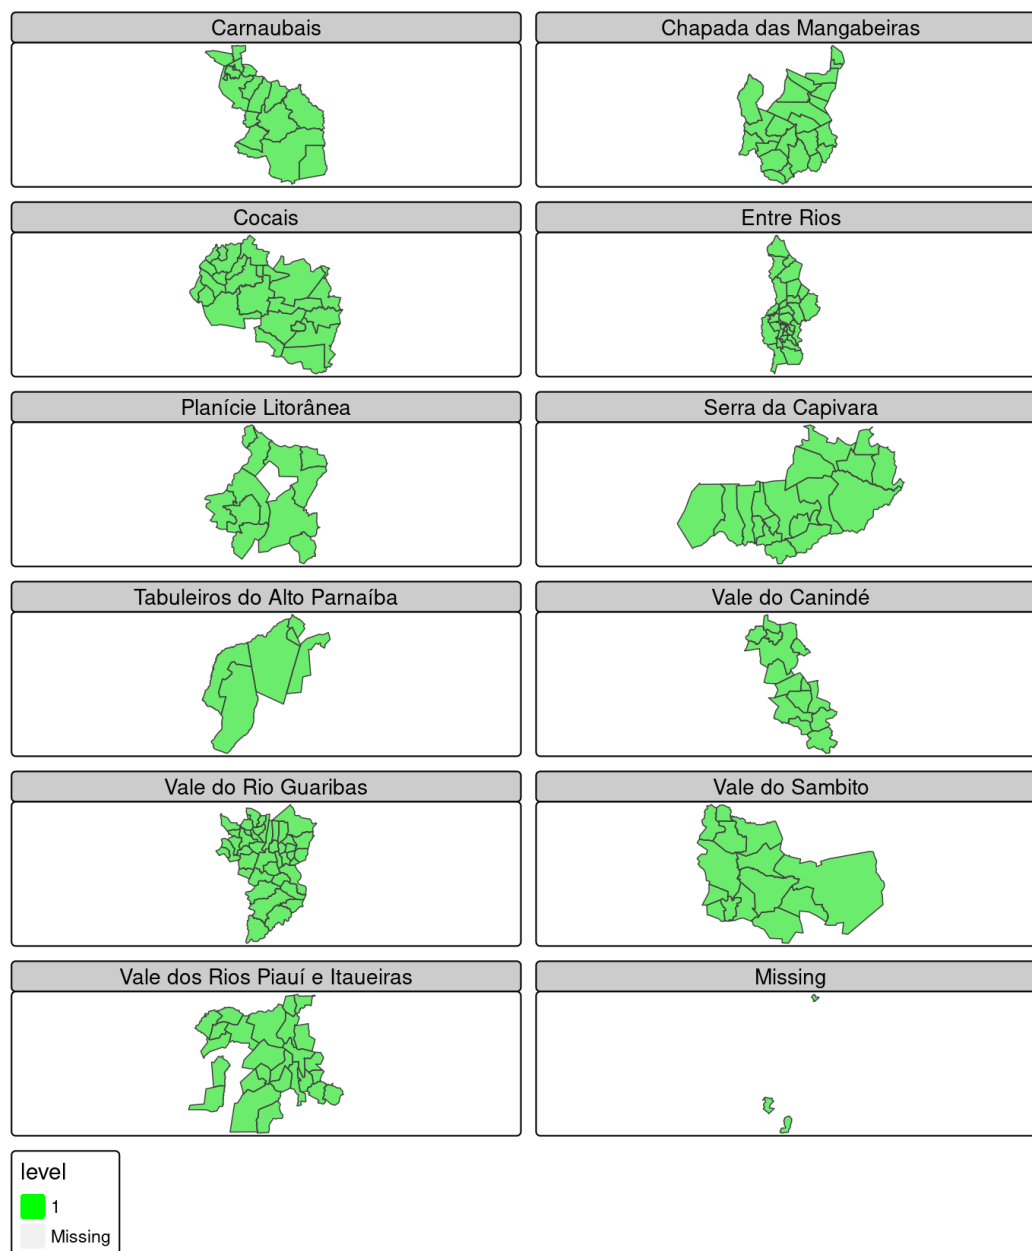 Carnaubais
Chapada das Mangabeiras
Cocais
Entre Rios
Planície Litorânea
Serra da Capivara
Tabuleiros do Alto Parnaíba
Vale do Canindé
Vale do Rio Guaribas
Vale do Sambito
Vale dos Rios Piauí e Itaueiras
Missing
level
1
Missing